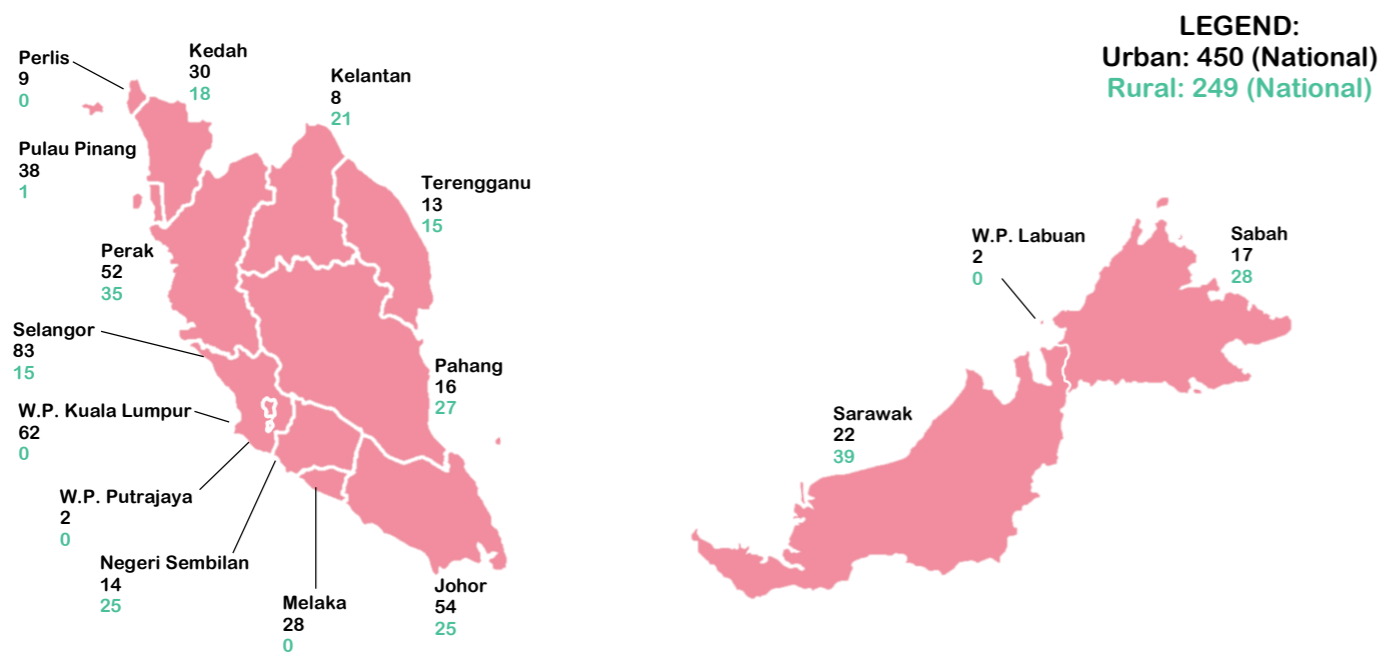 LEGEND:
Urban: 450 (National)
Rural: 249 (National)
Perlis
9
0
Kedah
30
18
Kelantan
8
21
Pulau Pinang
38
1
Terengganu
13
15
Perak
52
35
Selangor
83
15
Pahang
16
27
W.P. Kuala Lumpur
62
0
W.P. Putrajaya
2
0
Negeri Sembilan
14
25
Melaka
28
0
Johor
54
25
W.P. Labuan
2
0
Sabah
17
28
Sarawak
22
39